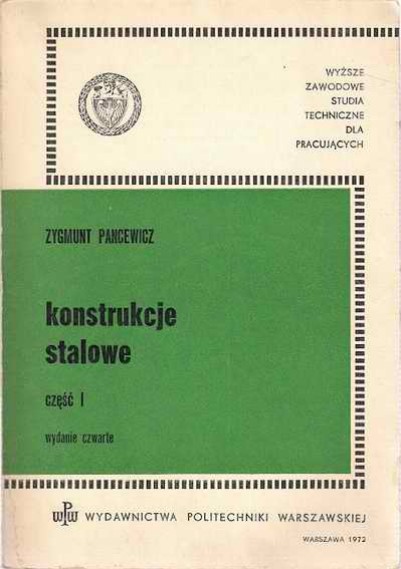 WYŻSZE
ZAWODOWE
STUDIA
TECHNICZNE
DLA
PRACUJĄCYCH
ZYGMUNT PANCEWICZ
konstrukcje
stalowe
część I
wydanie czwarte
WPW WYDAWNICTWA POLITECHNIKI WARSZAWSKIEJ
WARSZAWA 1972